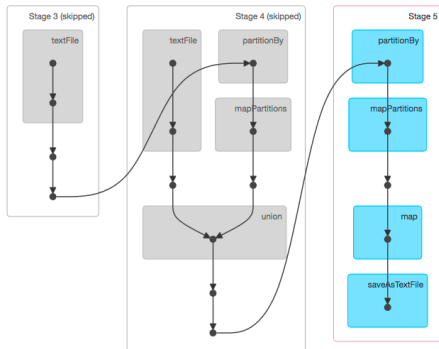 Stage 3 (skipped)
textFile
Stage 4 (skipped)
textFile
partitionBy
mapPartitions
union
Stage 5
partitionBy
mapPartitions
map
saveAsTextFile